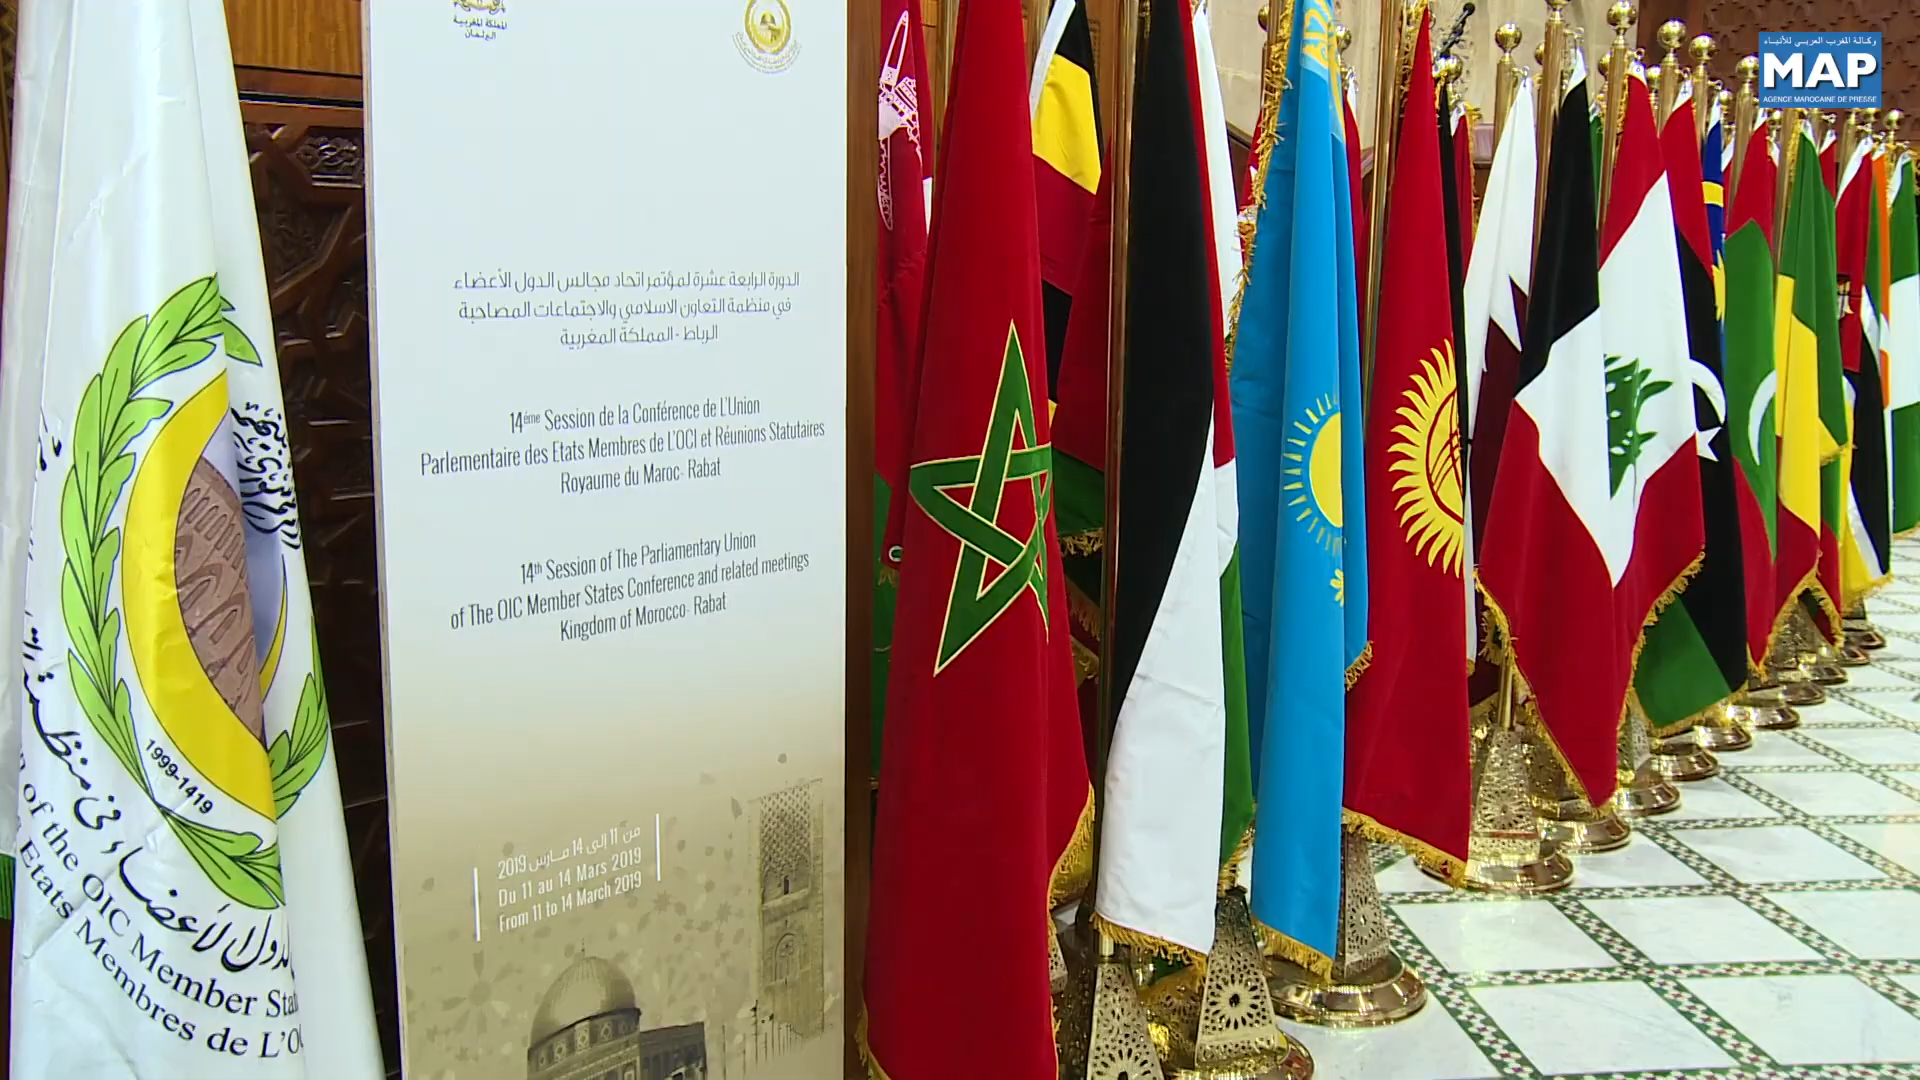 المملكة المغربية
البرلمان
وكالة المغرب العربي للأنباء
MAP
AGENCE MAROCAINE DE PRESSE
الدورة الرابعة عشرة لمؤتمر اتحاد مجالس الدول الأعضاء
في منظمة التعاون الاسلامي والاجتماعات المصاحبة
الرباط - المملكة المغربية
14ème Session de la Conférence de L'Union
Parlementaire des Etats Membres de L'OCI et Réunions Statutaires
Royaume du Maroc- Rabat
14th Session of The Parliamentary Union
of The OIC Member States Conference and related meetings
Kingdom of Morocco- Rabat
من 11 إلى 14 مارس 2019
Du 11 au 14 Mars 2019
From 11 to 14 March 2019
1999-1419
of the OIC Member
Etats Membres de